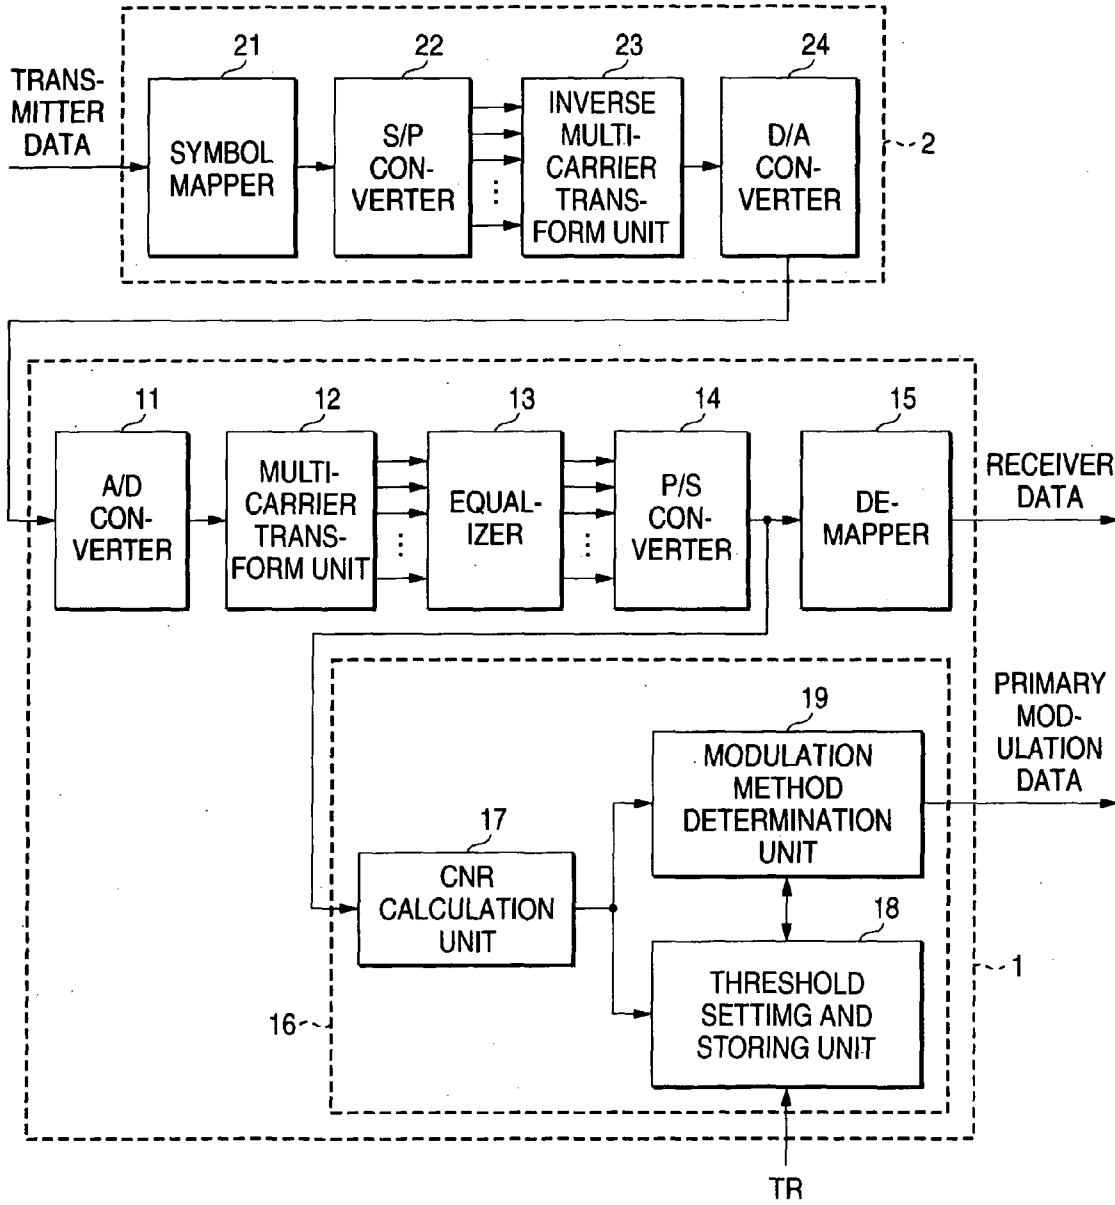 21
22
23
24
TRANS-
MITTER
DATA
SYMBOL
MAPPER
S/P
CON-
VERTER
INVERSE
MULTI-
CARRIER
TRANS-
FORM UNIT
D/A
CON-
VERTER
2
11
12
13
14
15
A/D
CON-
VERTER
MULTI-
CARRIER
TRANS-
FORM UNIT
EQUAL-
IZER
P/S
CON-
VERTER
DE-
MAPPER
RECEIVER
DATA
19
MODULATION
METHOD
DETERMINATION
UNIT
PRIMARY
MOD-
ULATION
DATA
17
CNR
CALCULATION
UNIT
18
THRESHOLD
SETTIMG AND
STORING UNIT
16
1
TR